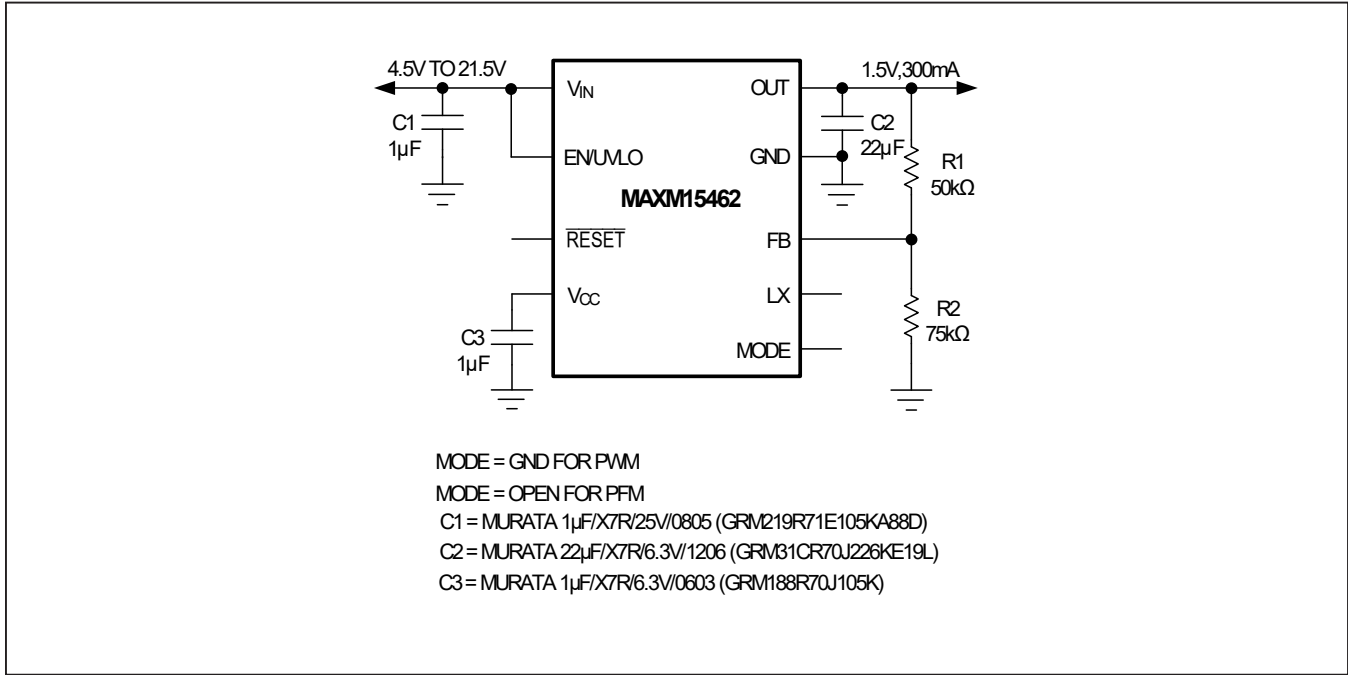 4.5V TO 21.5V
1.5V,300mA
VIN
OUT
C1
1µF
C2
22µF
EN/UVLO
GND
R1
50kΩ
MAXM15462
RESET
FB
VCC
LX
R2
75kΩ
C3
1µF
MODE
MODE = GND FOR PWM
MODE = OPEN FOR PFM
C1 = MURATA 1µF/X7R/25V/0805 (GRM219R71E105KA88D)
C2 = MURATA 22µF/X7R/6.3V/1206 (GRM31CR70J226KE19L)
C3 = MURATA 1µF/X7R/6.3V/0603 (GRM188R70J105K)